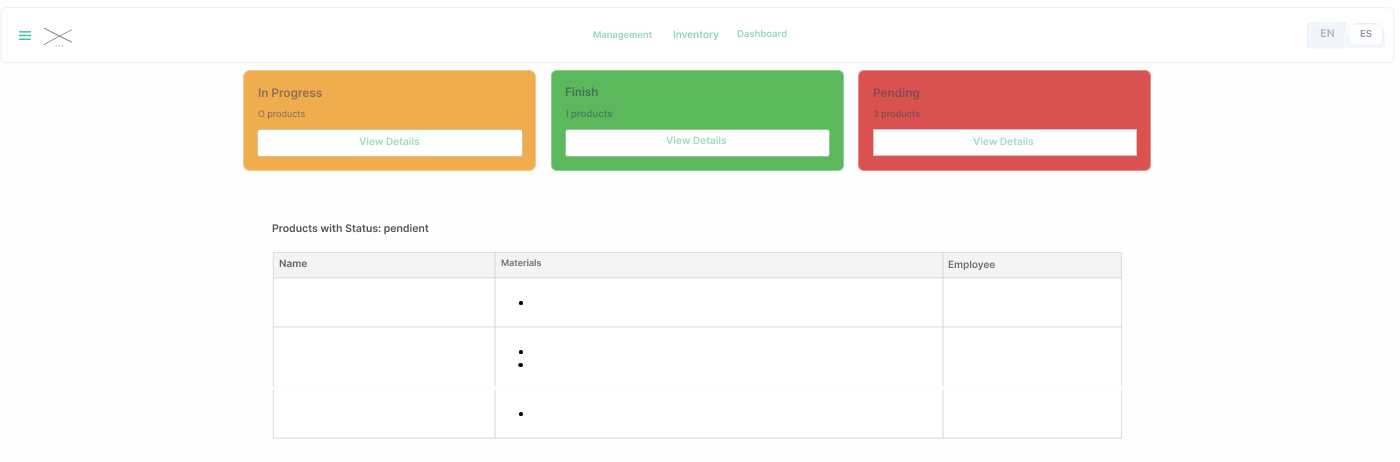 Management Inventory Dashboard
EN ES
In Progress
0 products
View Details
Finish
1 products
View Details
Pending
3 products
View Details
Products with Status: pendient
Name Materials Employee